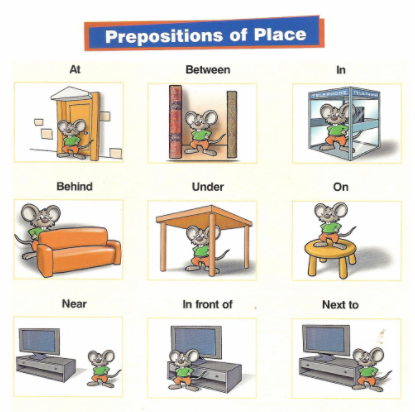 Prepositions of Place
At
Between
In
TELEPHONE
TELEPHONE
Behind
Under
On
Near
In front of
Next to